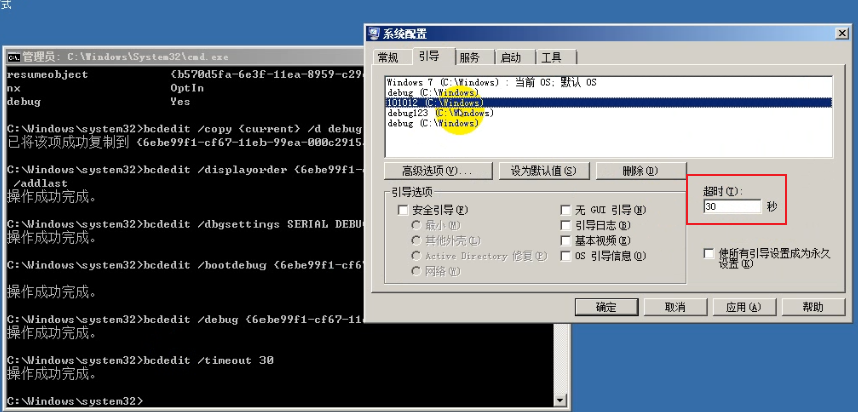 式
管理员: C:\Windows\System32\cmd.exe
resumeobject {b570d5fa-6e3f-11ea-8959-c29
nx OptIn
debug Yes
C:\Windows\system32>bcdedit /copy {current} /d debug
已将该项成功复制到 {6ebe99f1-cf67-11eb-99ea-000c2915
C:\Windows\system32>bcdedit /displayorder {6ebe99f1-
/addlast
操作成功完成。
C:\Windows\system32>bcdedit /dbgsettings SERIAL DEBU
操作成功完成。
C:\Windows\system32>bcdedit /bootdebug {6ebe99f1-cf67
操作成功完成。
C:\Windows\system32>bcdedit /debug {6ebe99f1-cf67-11
操作成功完成。
C:\Windows\system32>bcdedit /timeout 30
操作成功完成。
C:\Windows\system32>
系统配置
常规 引导 服务 启动 工具
Windows 7 (C:\Windows) : 当前 OS; 默认 OS
debug (C:\Windows)
101012 (C:\Windows)
debug123 (C:\Windows)
debug (C:\Windows)
高级选项(V)... 设为默认值(S) 删除(D)
引导选项
安全引导(F)
最小(M)
其他外壳(L)
Active Directory 修复(P)
网络(W)
无 GUI 引导(N)
引导日志(B)
基本视频(E)
OS 引导信息(O)
超时(T):
30 秒
使所有引导设置成为永久
设置(K)
确定 取消 应用(A) 帮助